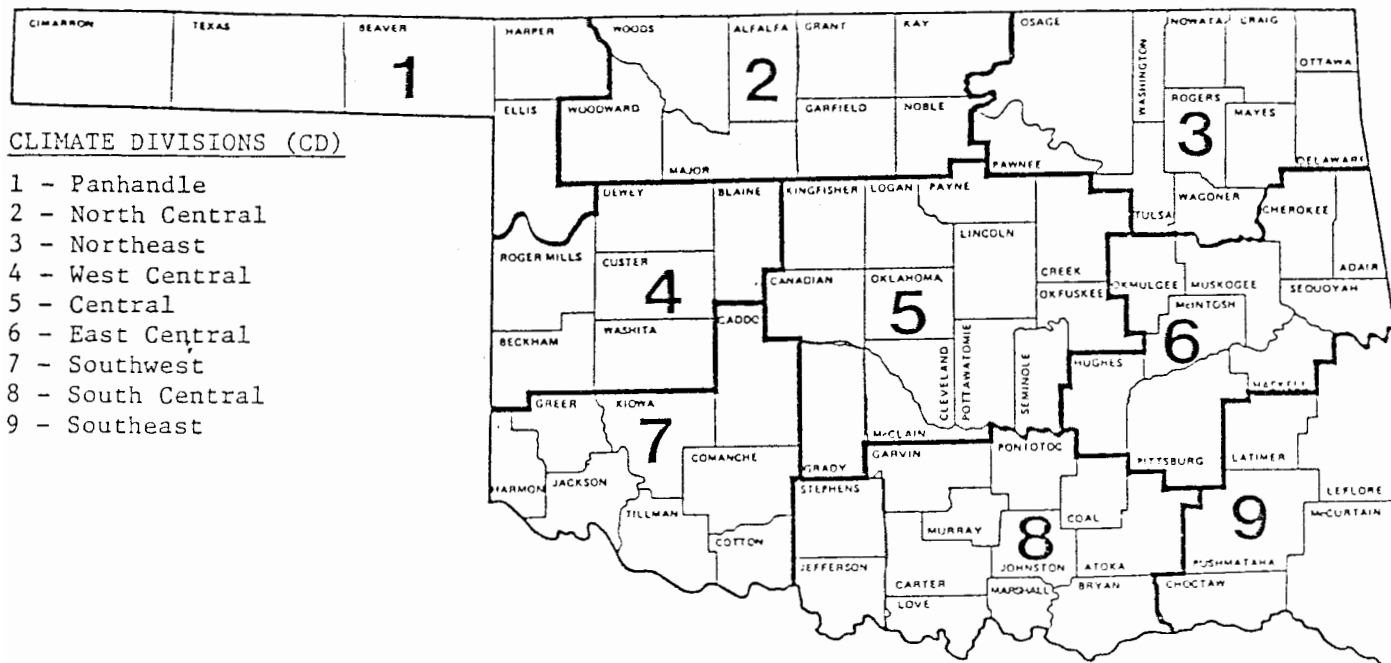 CIMARRON
TEXAS
BEAVER
HARPER
WOODS
ALFALFA
GRANT
KAY
OSAGE
WASHINGTON
NOWATA
CRAIG
OTTAWA
1
2
3
ELLIS
WOODWARD
GARFIELD
NOBLE
ROGERS
MAYES
MAJOR
PAWNEE
DELAWARE
CLIMATE DIVISIONS (CD)
1 - Panhandle
2 - North Central
3 - Northeast
4 - West Central
5 - Central
6 - East Central
7 - Southwest
8 - South Central
9 - Southeast
DEWEY
BLAINE
KINGFISHER
LOGAN
PAYNE
TULSA
WAGONER
CHEROKEE
LINCOLN
ROGER MILLS
CUSTER
CANADIAN
OKLAHOMA
CREEK
OKMULGEE
MUSKOGEE
ADAIR
SEQUOYAH
4
5
6
OKFUSKEE
McINTOSH
BECKHAM
WASHITA
CADDO
CLEVELAND
POTTAWATOMIE
SEMINOLE
HUGHES
HASKELL
GREER
KIOWA
7
McCLAIN
COMANCHE
GRADY
GARVIN
PONTOTOC
PITTSBURG
LATIMER
HARMON
JACKSON
STEPHENS
LEFLORE
TILLMAN
MURRAY
COAL
McCURTAIN
8
9
COTTON
JEFFERSON
JOHNSTON
ATOKA
PUSHMATAHA
CARTER
MARSHALL
BRYAN
CHOCTAW
LOVE